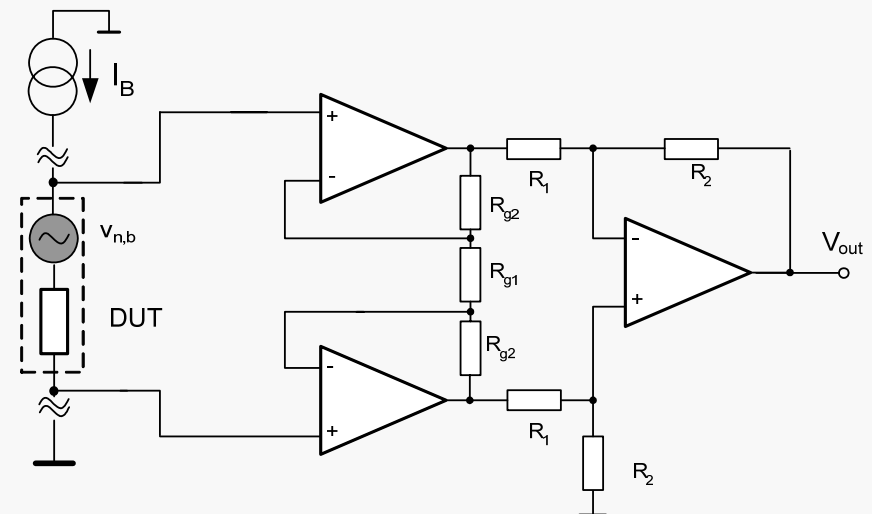 I_B
+
-
R_1
R_2
R_g2
v_n,b
-
V_out
R_g1
+
DUT
R_g2
-
+
R_1
R_2